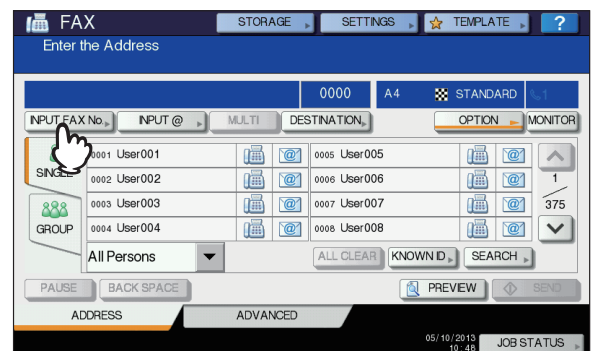 FAX STORAGE SETTINGS TEMPLATE ?
Enter the Address
0000 A4 STANDARD 1
INPUT FAX No. INPUT @ MULTI DESTINATION OPTION MONITOR
SINGLE
0001 User001 0005 User005
0002 User002 0006 User006
0003 User003 0007 User007
0004 User004 0008 User008
1
375
GROUP
All Persons ALL CLEAR KNOWN ID SEARCH
PAUSE BACK SPACE PREVIEW SEND
ADDRESS ADVANCED
05/10/2013
10:48 JOB STATUS